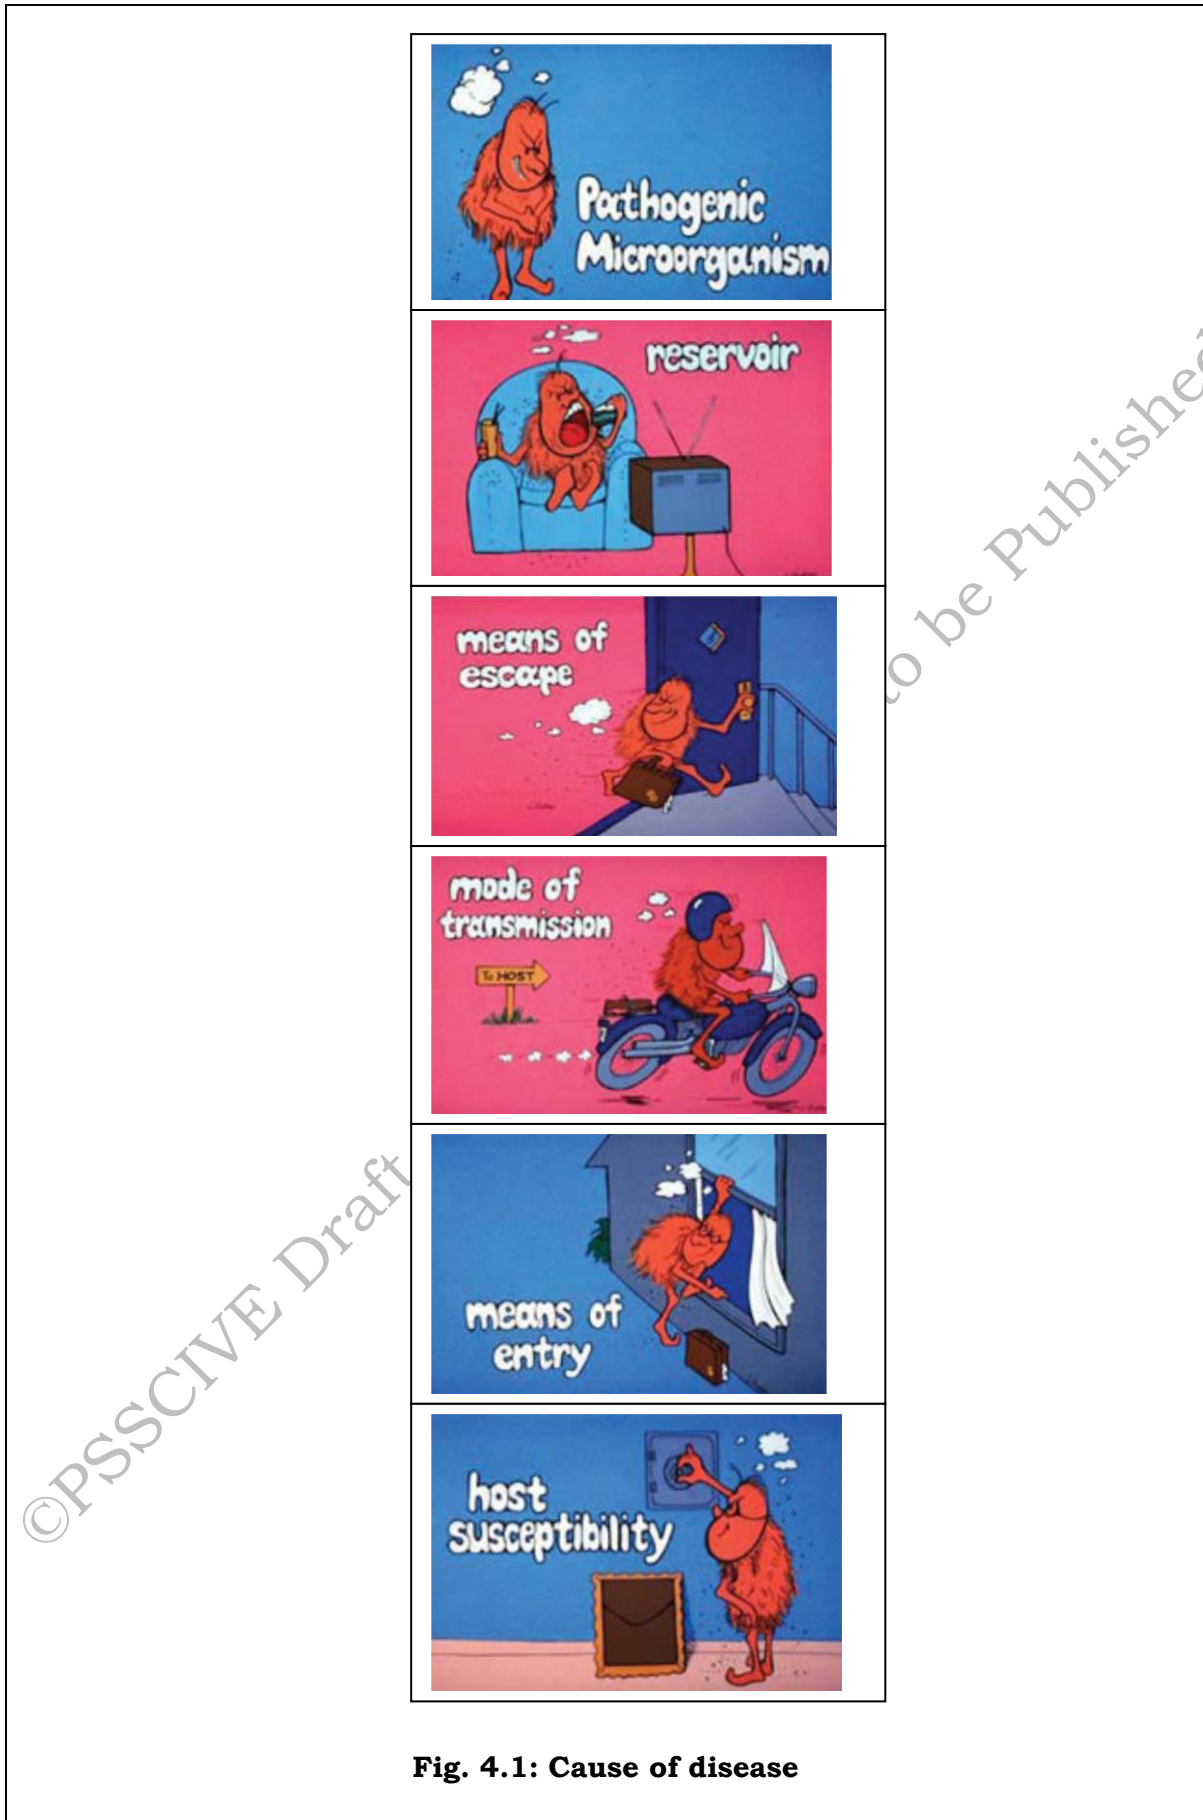 Pathogenic
Microorganism
reservoir
means of
escape
mode of
transmission
To HOST
means of
entry
host
susceptibility
Fig. 4.1: Cause of disease
©PSSCIVE Draft
to be Published